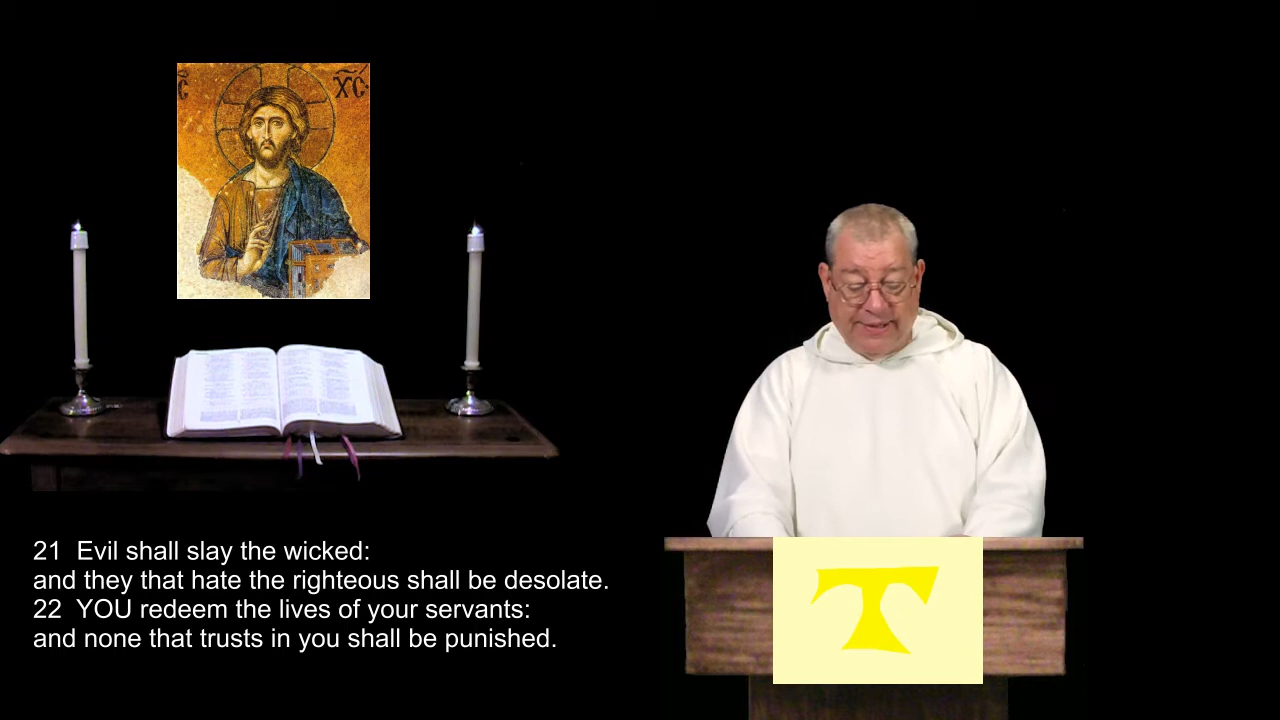 XC
21  Evil shall slay the wicked:
and they that hate the righteous shall be desolate.
22  YOU redeem the lives of your servants:
and none that trusts in you shall be punished.
T